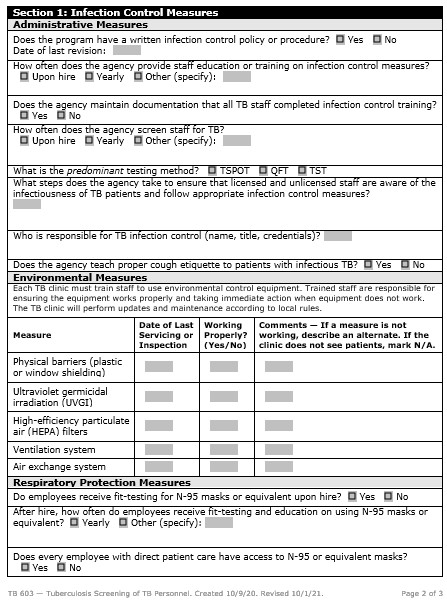 Section 1: Infection Control Measures
Administrative Measures
Does the program have a written infection control policy or procedure? Yes No
Date of last revision:
How often does the agency provide staff education or training on infection control measures?
Upon hire Yearly Other (specify):
Does the agency maintain documentation that all TB staff completed infection control training?
Yes No
How often does the agency screen staff for TB?
Upon hire Yearly Other (specify):
What is the predominant testing method? TSPOT QFT TST
What steps does the agency take to ensure that licensed and unlicensed staff are aware of the
infectiousness of TB patients and follow appropriate infection control measures?
Who is responsible for TB infection control (name, title, credentials)?
Does the agency teach proper cough etiquette to patients with infectious TB? Yes No
Environmental Measures
Each TB clinic must train staff to use environmental control equipment. Trained staff are responsible for
ensuring the equipment works properly and taking immediate action when equipment does not work.
The TB clinic will perform updates and maintenance according to local rules.
Measure
Date of Last
Servicing or
Inspection
Working
Properly?
(Yes/No)
Comments — If a measure is not
working, describe an alternate. If the
clinic does not see patients, mark N/A.
Physical barriers (plastic
or window shielding)
Ultraviolet germicidal
irradiation (UVGI)
High-efficiency particulate
air (HEPA) filters
Ventilation system
Air exchange system
Respiratory Protection Measures
Do employees receive fit-testing for N-95 masks or equivalent upon hire? Yes No
After hire, how often do employees receive fit-testing and education on using N-95 masks or
equivalent? Yearly Other (specify):
Does every employee with direct patient care have access to N-95 or equivalent masks?
Yes No
TB 603 — Tuberculosis Screening of TB Personnel. Created 10/9/20. Revised 10/1/21. Page 2 of 3